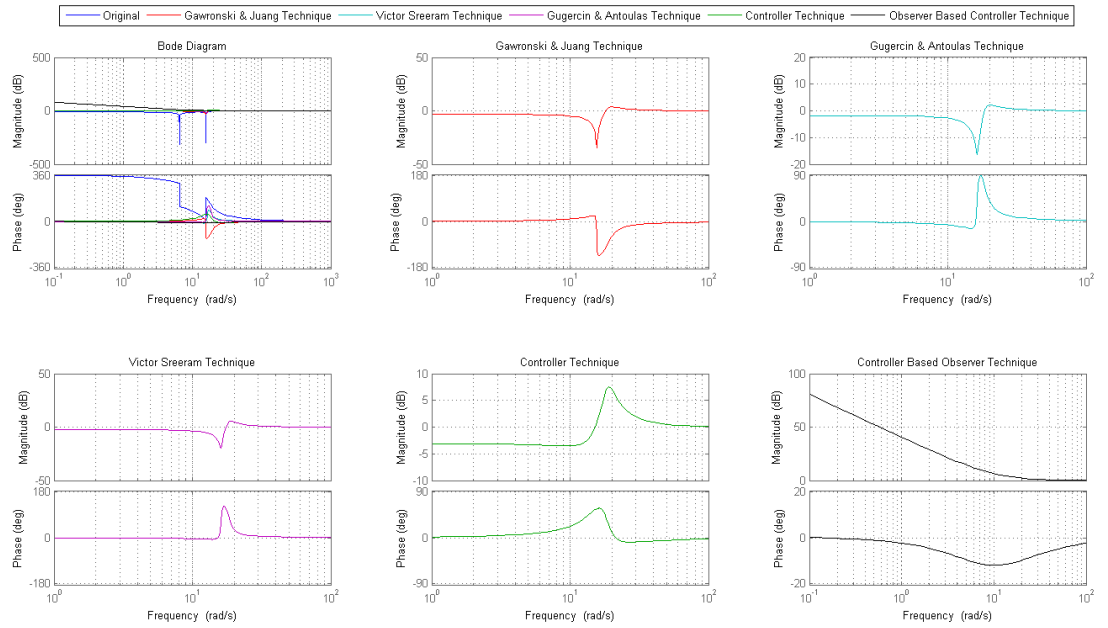 Original
Gawronski & Juang Technique
Victor Sreeram Technique
Gugercin & Antoulas Technique
Controller Technique
Observer Based Controller Technique
Bode Diagram
500
0
-500
Magnitude (dB)
360
0
-360
Phase (deg)
10^-1
10^0
10^1
10^2
10^3
Frequency (rad/s)
Gawronski & Juang Technique
100
0
-100
Magnitude (dB)
180
0
-180
Phase (deg)
10^0
10^1
10^2
Frequency (rad/s)
Gugercin & Antoulas Technique
20
10
0
-10
-20
Magnitude (dB)
90
0
-90
Phase (deg)
10^0
10^1
10^2
Frequency (rad/s)
Victor Sreeram Technique
50
0
-50
Magnitude (dB)
180
0
-180
Phase (deg)
10^0
10^1
10^2
Frequency (rad/s)
Controller Technique
10
5
0
-5
-10
Magnitude (dB)
90
0
-90
Phase (deg)
10^0
10^1
10^2
Frequency (rad/s)
Controller Based Observer Technique
100
50
0
Magnitude (dB)
20
0
-20
Phase (deg)
10^-1
10^0
10^1
10^2
Frequency (rad/s)